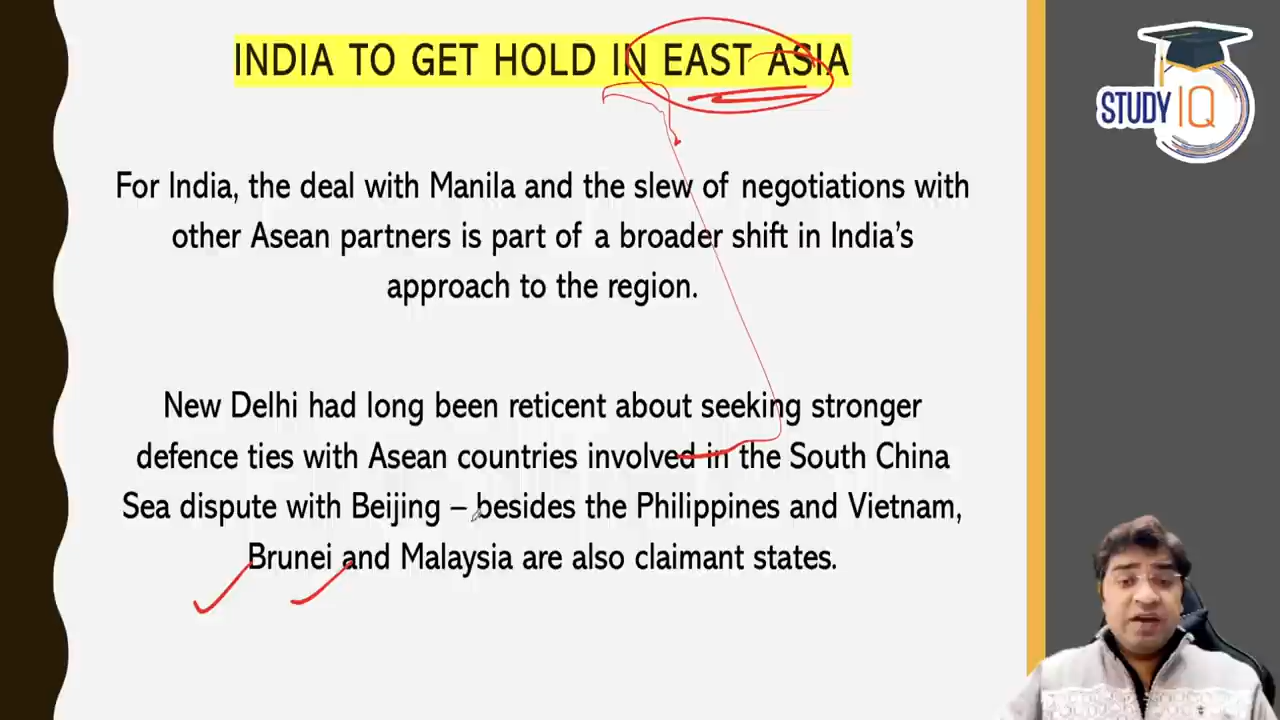 INDIA TO GET HOLD IN EAST ASIA
STUDY IQ
For India, the deal with Manila and the slew of negotiations with
other Asean partners is part of a broader shift in India's
approach to the region.
New Delhi had long been reticent about seeking stronger
defence ties with Asean countries involved in the South China
Sea dispute with Beijing – besides the Philippines and Vietnam,
Brunei and Malaysia are also claimant states.